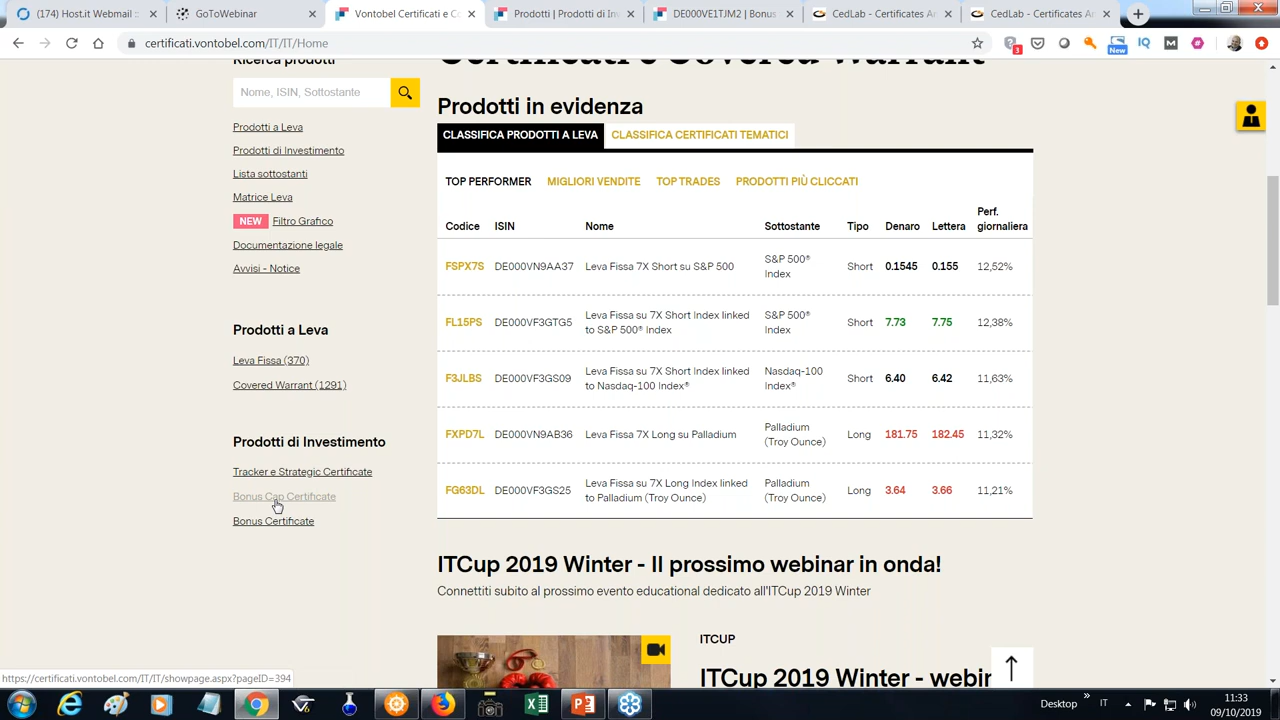 (174) Host.it Webmail ::
GoToWebinar
Vontobel Certificati e Co
Prodotti | Prodotti di Inv
DE000VE1TJM2 | Bonus
CedLab - Certificates An
CedLab - Certificates An
certificati.vontobel.com/IT/IT/Home
3
New
Ricerca prodotti
Nome, ISIN, Sottostante
Prodotti a Leva
Prodotti di Investimento
Lista sottostanti
Matrice Leva
NEW Filtro Grafico
Documentazione legale
Avvisi - Notice
Prodotti a Leva
Leva Fissa (370)
Covered Warrant (1291)
Prodotti di Investimento
Tracker e Strategic Certificate
Bonus Cap Certificate
Bonus Certificate
Certificati e Covered Warrant
Prodotti in evidenza
CLASSIFICA PRODOTTI A LEVA CLASSIFICA CERTIFICATI TEMATICI
TOP PERFORMER MIGLIORI VENDITE TOP TRADES PRODOTTI PIÙ CLICCATI
Codice ISIN Nome Sottostante Tipo Denaro Lettera Perf. giornaliera
FSPX7S DE000VN9AA37 Leva Fissa 7X Short su S&P 500 S&P 500® Index Short 0.1545 0.155 12,52%
FL15PS DE000VF3GTG5 Leva Fissa su 7X Short Index linked to S&P 500® Index S&P 500® Index Short 7.73 7.75 12,38%
F3JLBS DE000VF3GS09 Leva Fissa su 7X Short Index linked to Nasdaq-100 Index® Nasdaq-100 Index® Short 6.40 6.42 11,63%
FXPD7L DE000VN9AB36 Leva Fissa 7X Long su Palladium Palladium (Troy Ounce) Long 181.75 182.45 11,32%
FG63DL DE000VF3GS25 Leva Fissa su 7X Long Index linked to Palladium (Troy Ounce) Palladium (Troy Ounce) Long 3.64 3.66 11,21%
ITCup 2019 Winter - Il prossimo webinar in onda!
Connettiti subito al prossimo evento educational dedicato all'ITCup 2019 Winter
ITCUP
ITCup 2019 Winter - webin
https://certificati.vontobel.com/IT/IT/showpage.aspx?pageID=394
Desktop
IT
11:33
09/10/2019